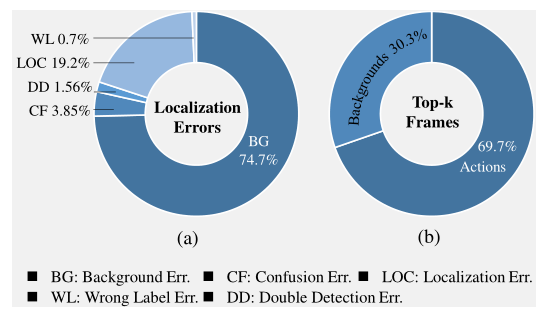 WL 0.7%
LOC 19.2%
DD 1.56%
CF 3.85%
Localization
Errors
BG
74.7%
(a)
Backgrounds 30.3%
Top-k
Frames
69.7%
Actions
(b)
BG: Background Err.
CF: Confusion Err.
LOC: Localization Err.
WL: Wrong Label Err.
DD: Double Detection Err.